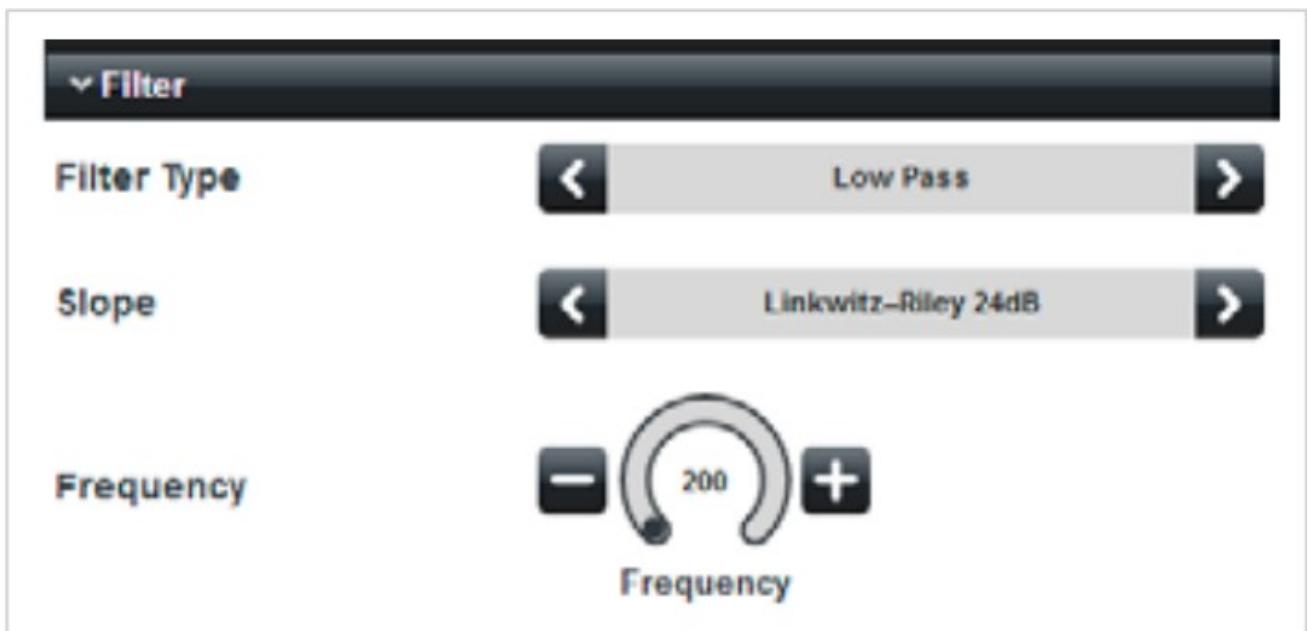 Filter
Filter Type
Low Pass
Slope
Linkwitz–Riley 24dB
Frequency
200
Frequency